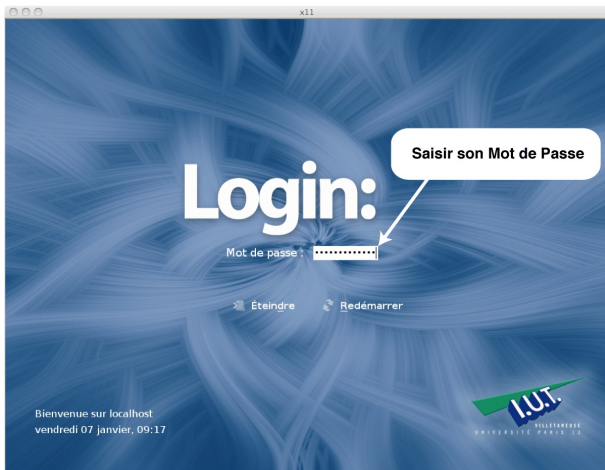 x11
Saisir son Mot de Passe
Login:
Mot de passe : •••••••••••••
Éteindre
Redémarrer
Bienvenue sur localhost
vendredi 07 janvier, 09:17
I.U.T.
VILLETANEUSE
UNIVERSITÉ PARIS 13